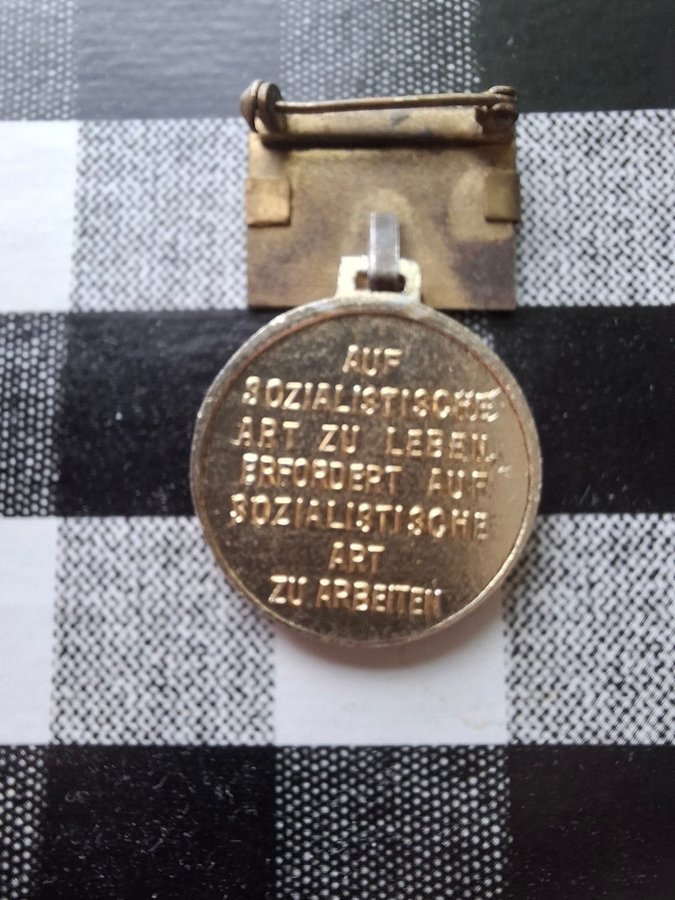 AUF
SOZIALISTISCHE
ART ZU LEBEN,
ERFORDERT AUF
SOZIALISTISCHE
ART
ZU ARBEITEN